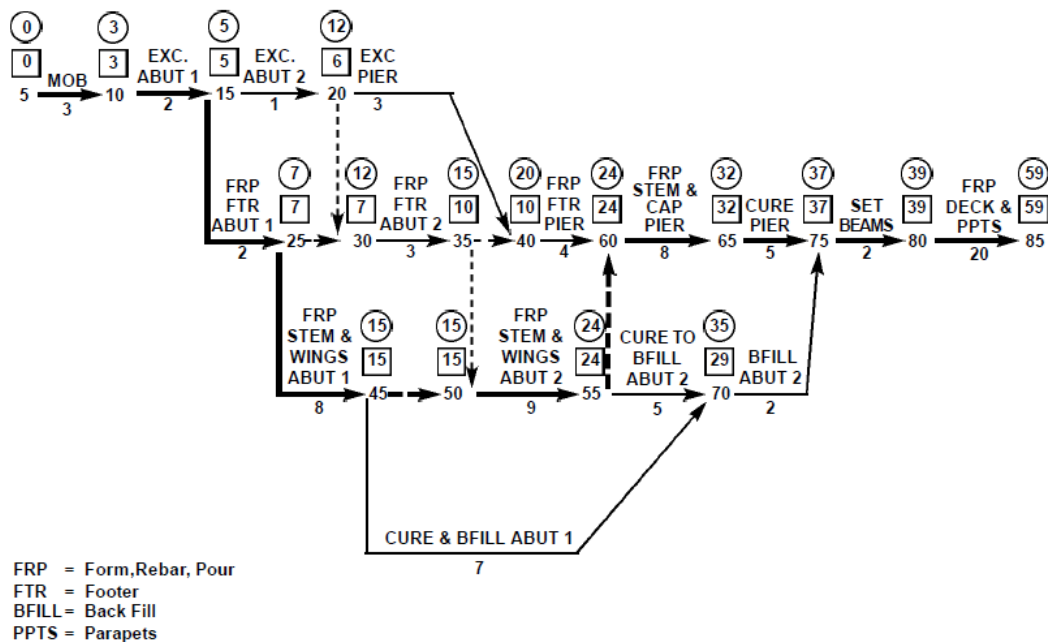 0 3 5 12
0 3 5 6
MOB EXC. ABUT 1 EXC. ABUT 2 EXC PIER
5 3 10 2 15 1 20 3
7 12 15 20 24 32 37 39 59
7 7 10 10 24 32 37 39 59
FRP FTR ABUT 1
FRP FTR ABUT 2
FRP FTR PIER
FRP STEM & CAP PIER
CURE PIER
SET BEAMS
FRP DECK & PPTS
2 25 30 3 35 40 4 60 8 65 5 75 2 80 20 85
15 15 24 35
15 15 24 29
FRP STEM & WINGS ABUT 1
FRP STEM & WINGS ABUT 2
CURE TO BFILL ABUT 2
BFILL ABUT 2
8 45 50 9 55 5 70 2
CURE & BFILL ABUT 1
7
FRP = Form,Rebar, Pour
FTR = Footer
BFILL= Back Fill
PPTS = Parapets